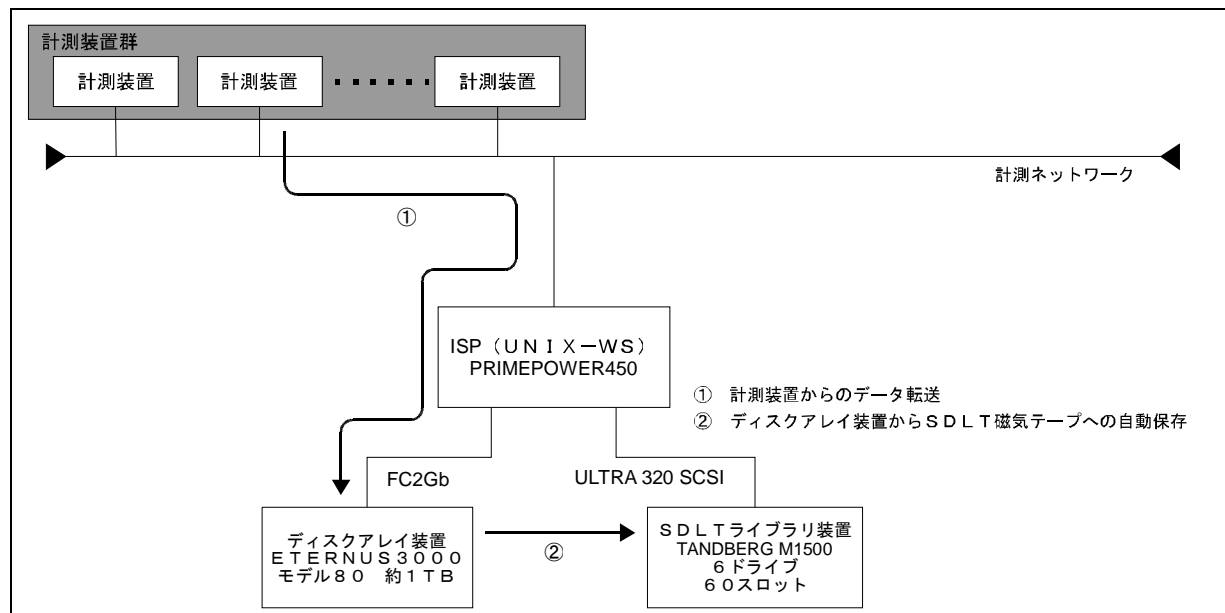 計測装置群
計測装置
計測装置
計測装置
計測ネットワーク
①
ISP（ＵＮＩＸ－ＷＳ）
PRIMEPOWER450
① 計測装置からのデータ転送
② ディスクアレイ装置からＳＤＬＴ磁気テープへの自動保存
FC2Gb
ULTRA 320 SCSI
ディスクアレイ装置
ＥＴＥＲＮＵＳ３０００
モデル８０　約１ＴＢ
②
ＳＤＬＴライブラリ装置
TANDBERG M1500
６ドライブ
６０スロット